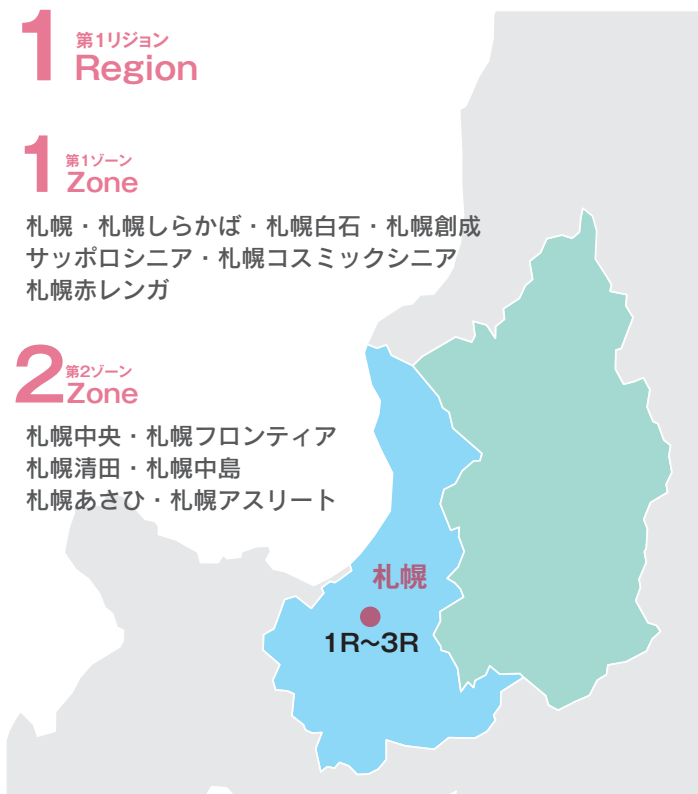 1 第1リジョン
Region
1 第1ゾーン
Zone
札幌・札幌しらかば・札幌白石・札幌創成
サッポロシニア・札幌コスミックシニア
札幌赤レンガ
2 第2ゾーン
Zone
札幌中央・札幌フロンティア
札幌清田・札幌中島
札幌あさひ・札幌アスリート
札幌
1R〜3R